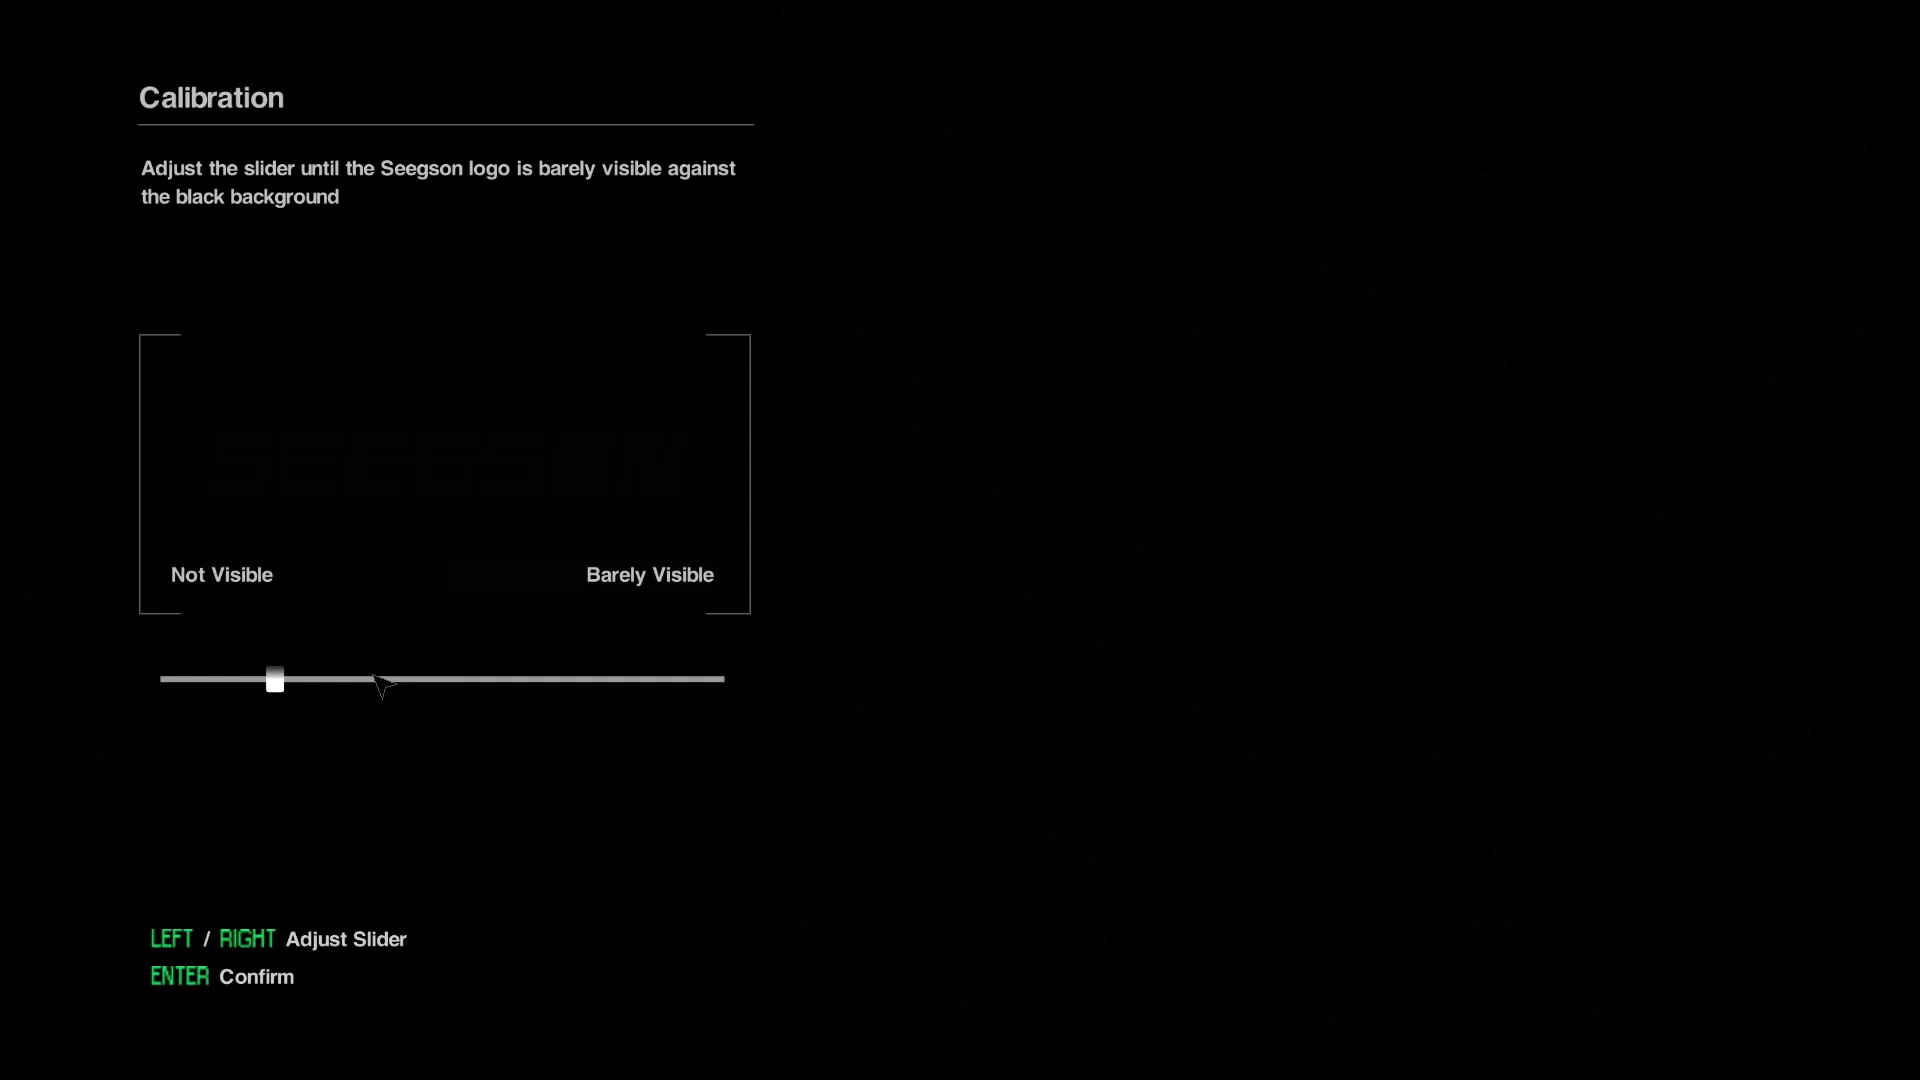 Calibration
Adjust the slider until the Seegson logo is barely visible against
the black background
SEEGSON
Not Visible
Barely Visible
LEFT / RIGHT Adjust Slider
ENTER Confirm